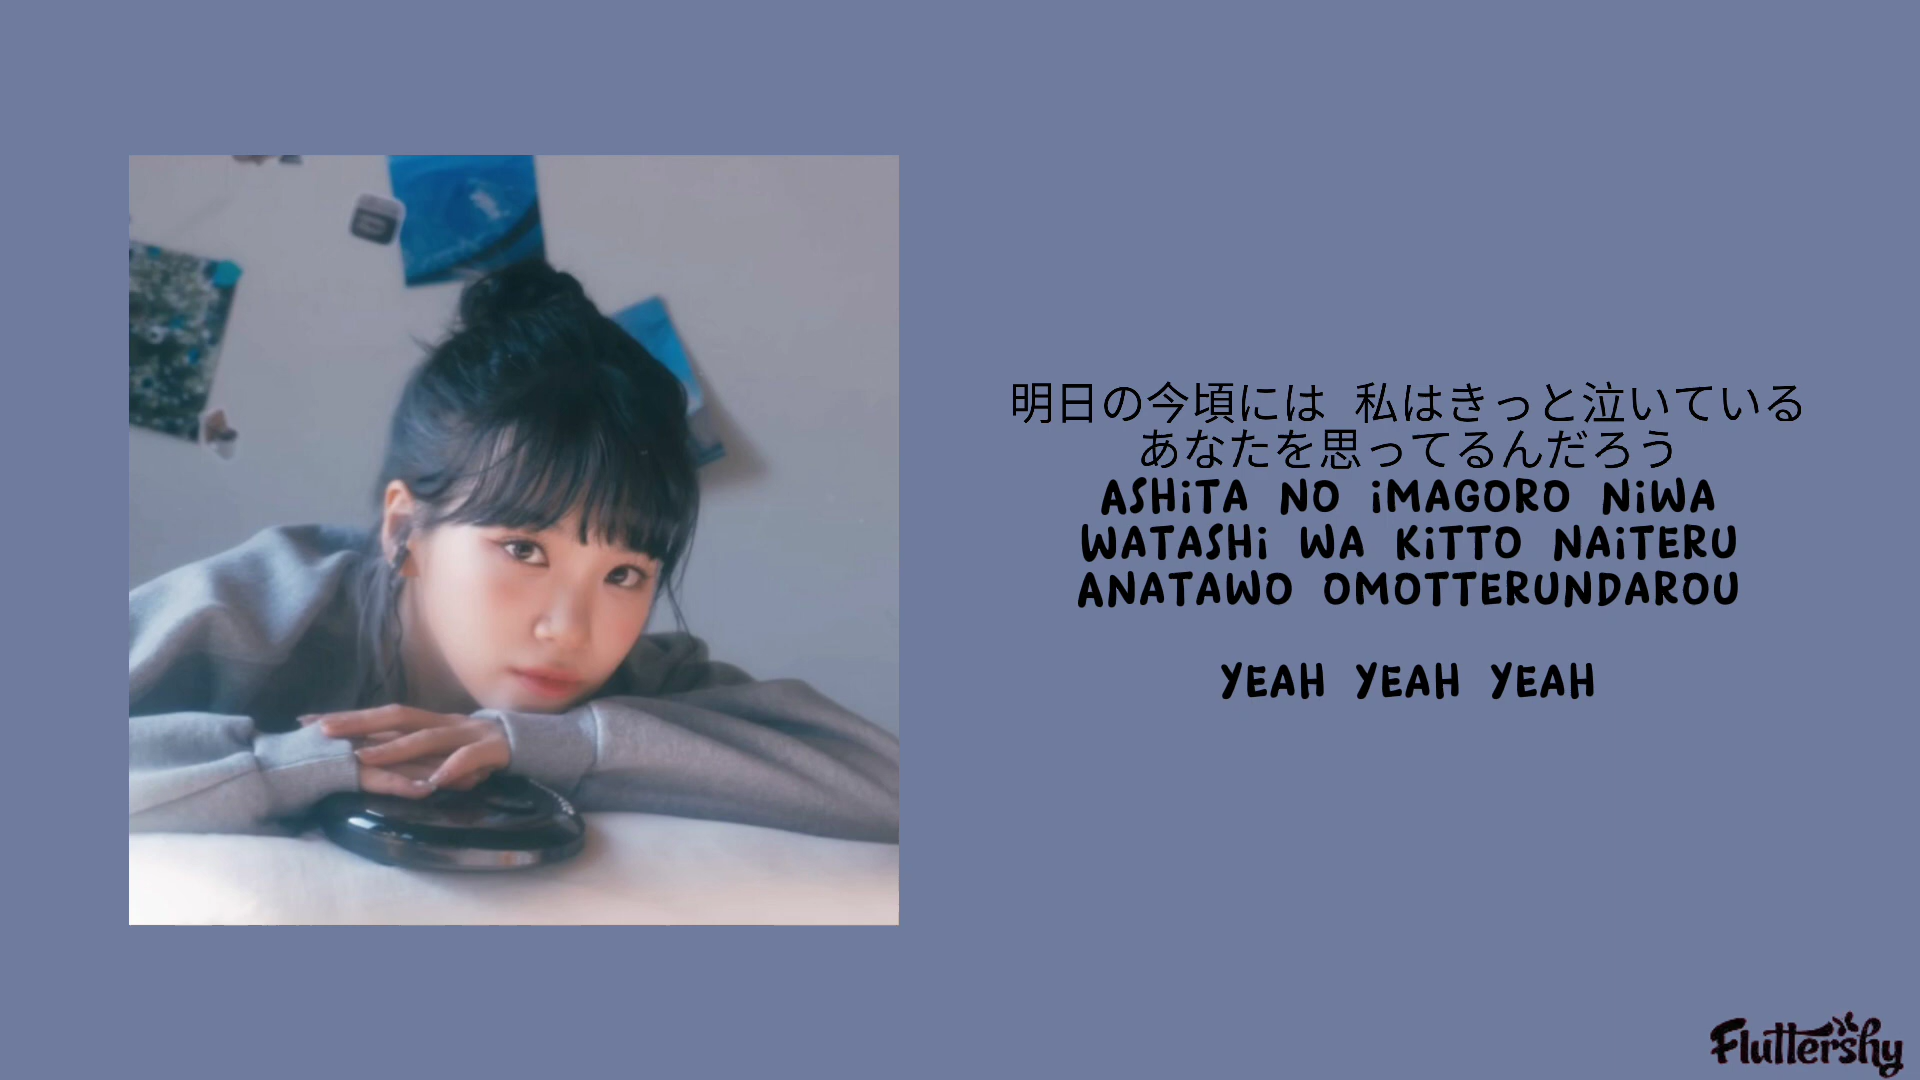 明日の今頃には 私はきっと泣いている
あなたを思ってるんだろう
ASHiTA NO iMAGORO NiWA
WATASHi WA KiTTO NAiTERU
ANATAWO OMOTTERUNDAROU
YEAH YEAH YEAH
Fluttershy